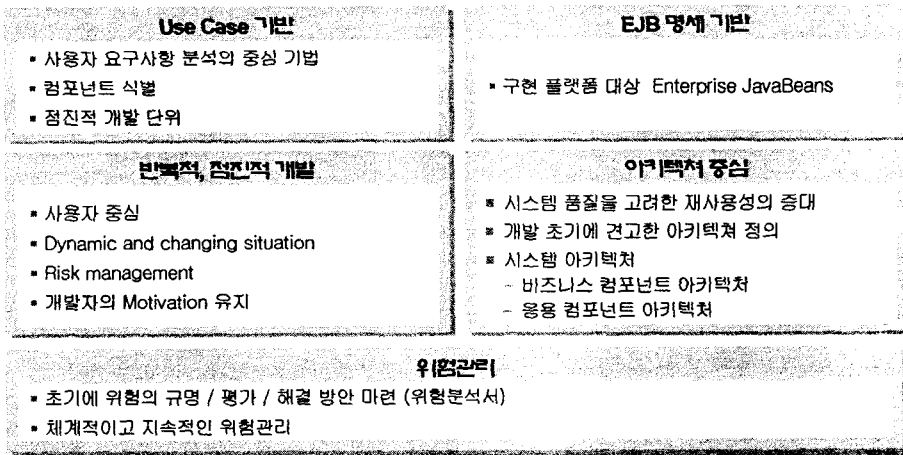 Use Case 기반
▪ 사용자 요구사항 분석의 중심 기법
▪ 컴포넌트 식별
▪ 점진적 개발 단위
EJB 명세 기반
▪ 구현 플랫폼 대상 Enterprise JavaBeans
반복적, 점진적 개발
▪ 사용자 중심
▪ Dynamic and changing situation
▪ Risk management
▪ 개발자의 Motivation 유지
아키텍처 중심
▪ 시스템 품질을 고려한 재사용성의 증대
▪ 개발 초기에 견고한 아키텍쳐 정의
▪ 시스템 아키텍처
– 비즈니스 컴포넌트 아키텍처
– 응용 컴포넌트 아키텍처
위험관리
▪ 초기에 위험의 규명 / 평가 / 해결 방안 마련 (위험분석서)
▪ 체계적이고 지속적인 위험관리